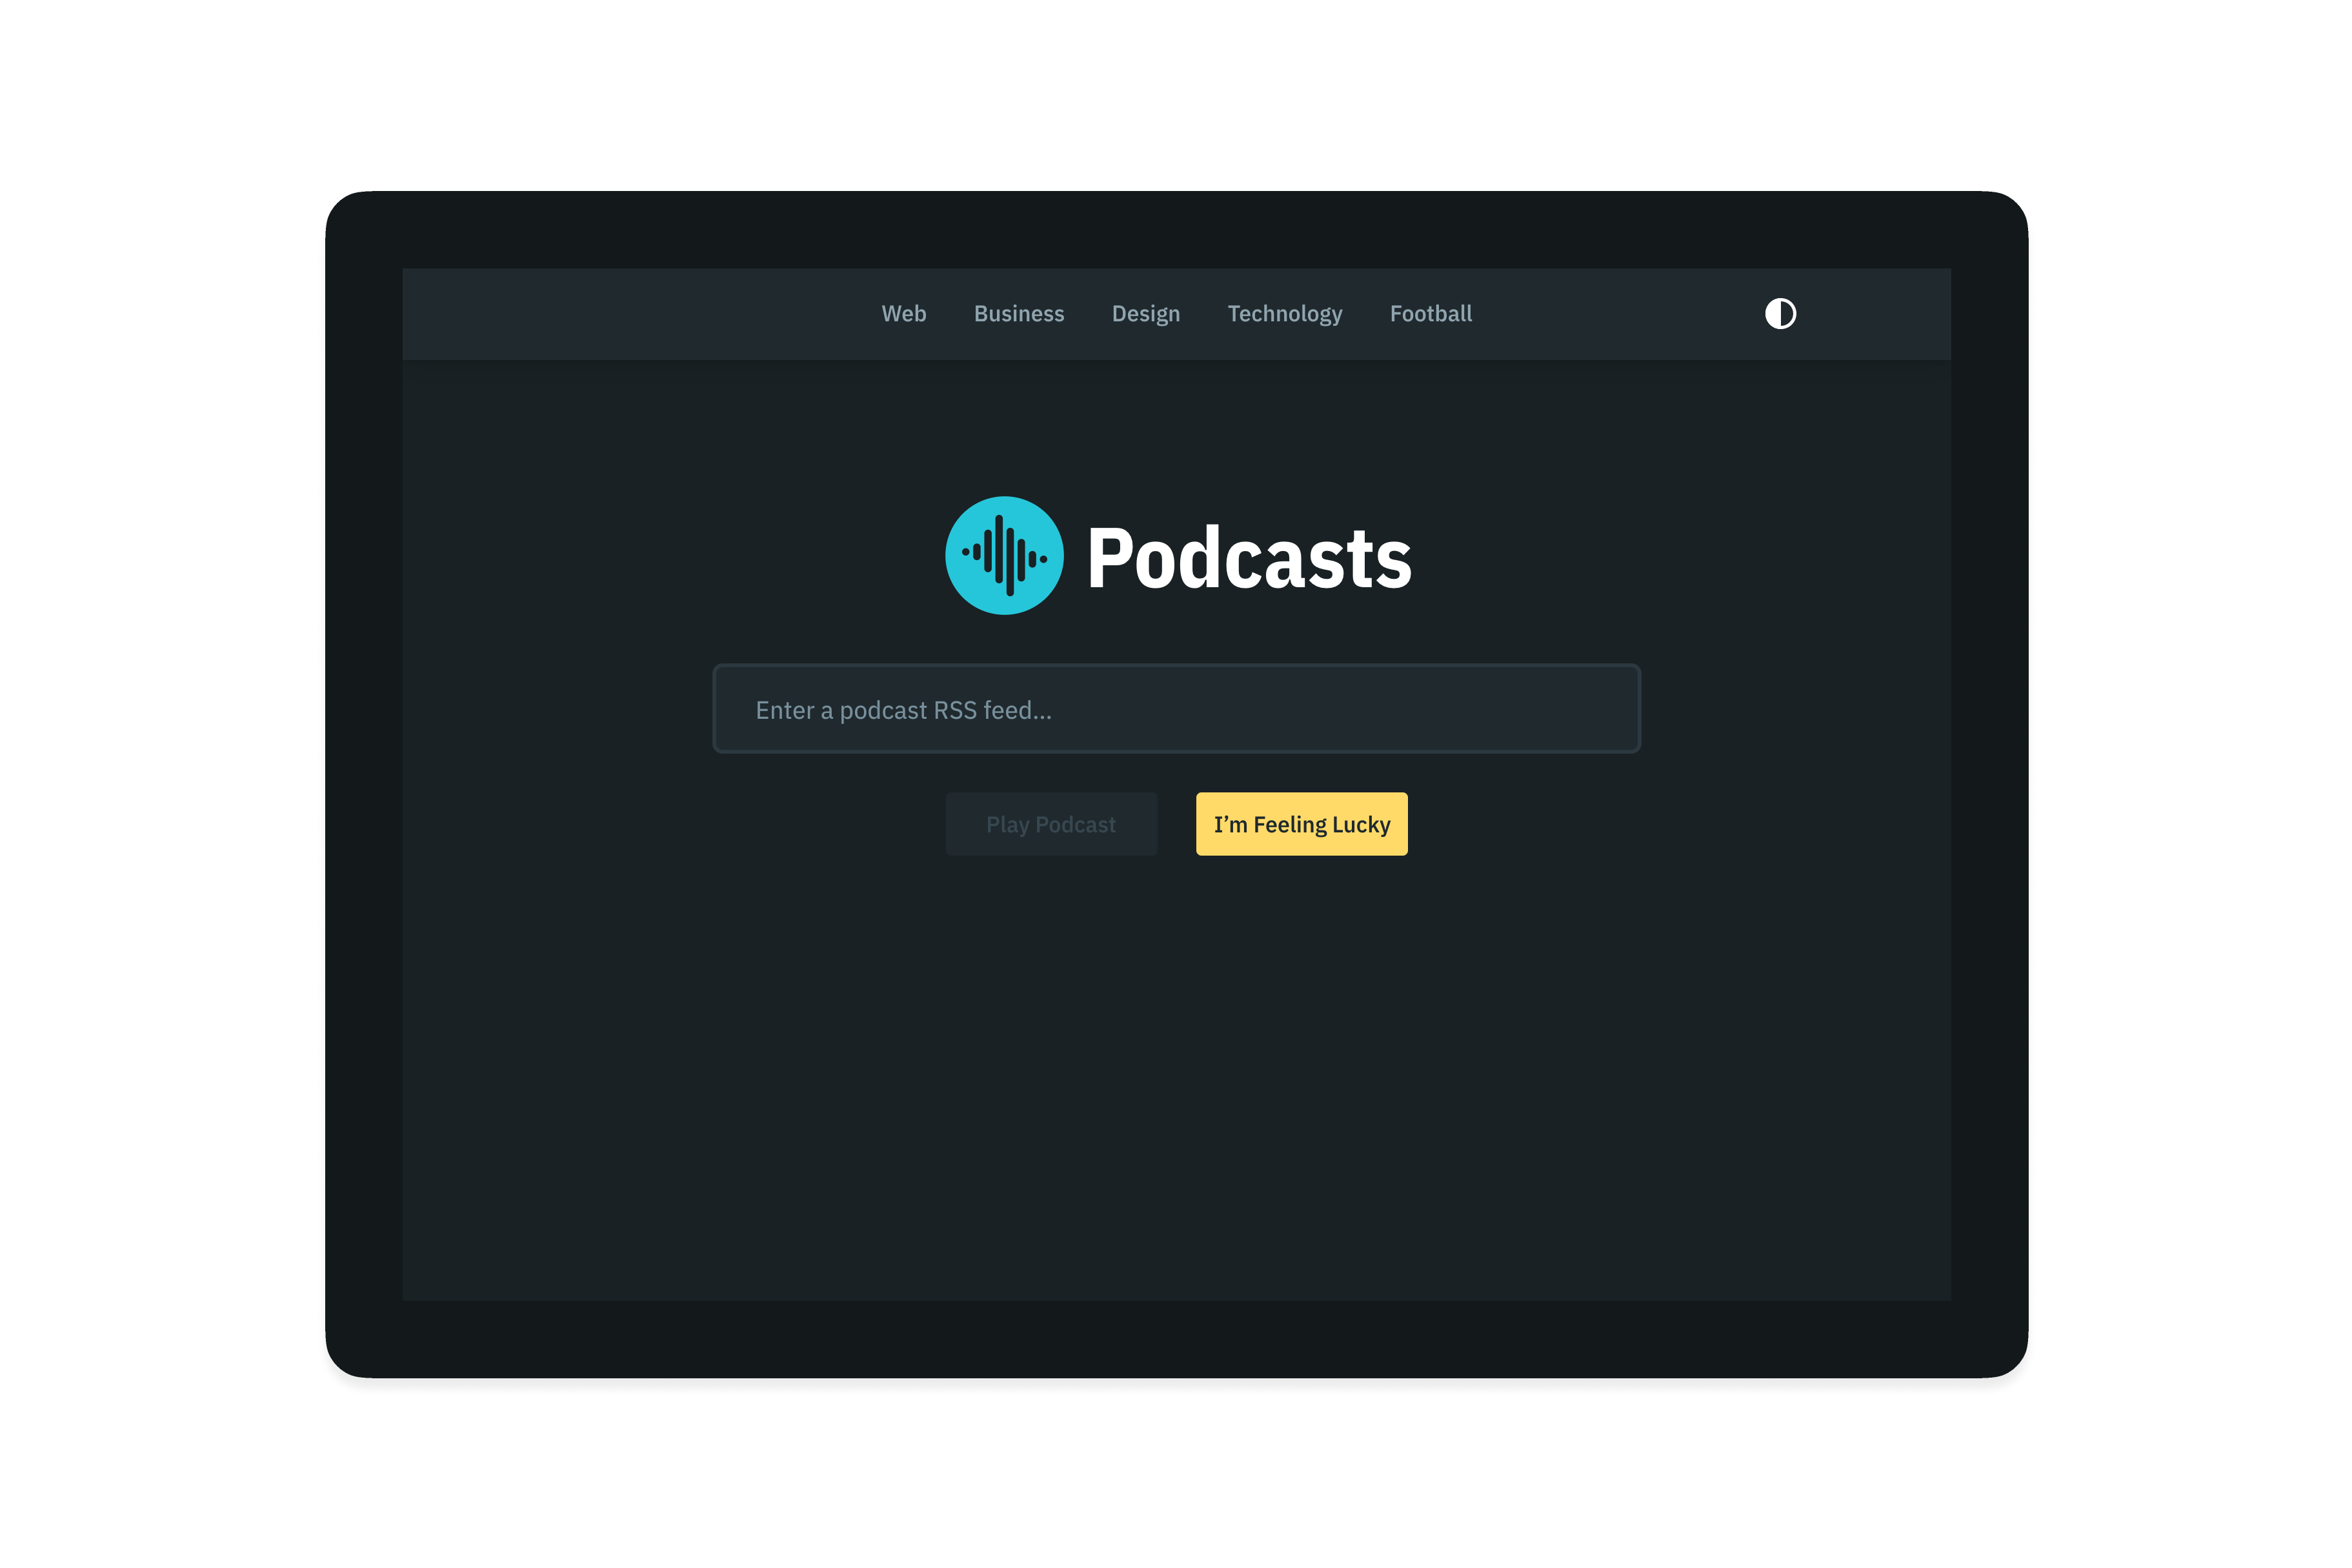 Web Business Design Technology Football
Podcasts
Enter a podcast RSS feed...
Play Podcast I’m Feeling Lucky